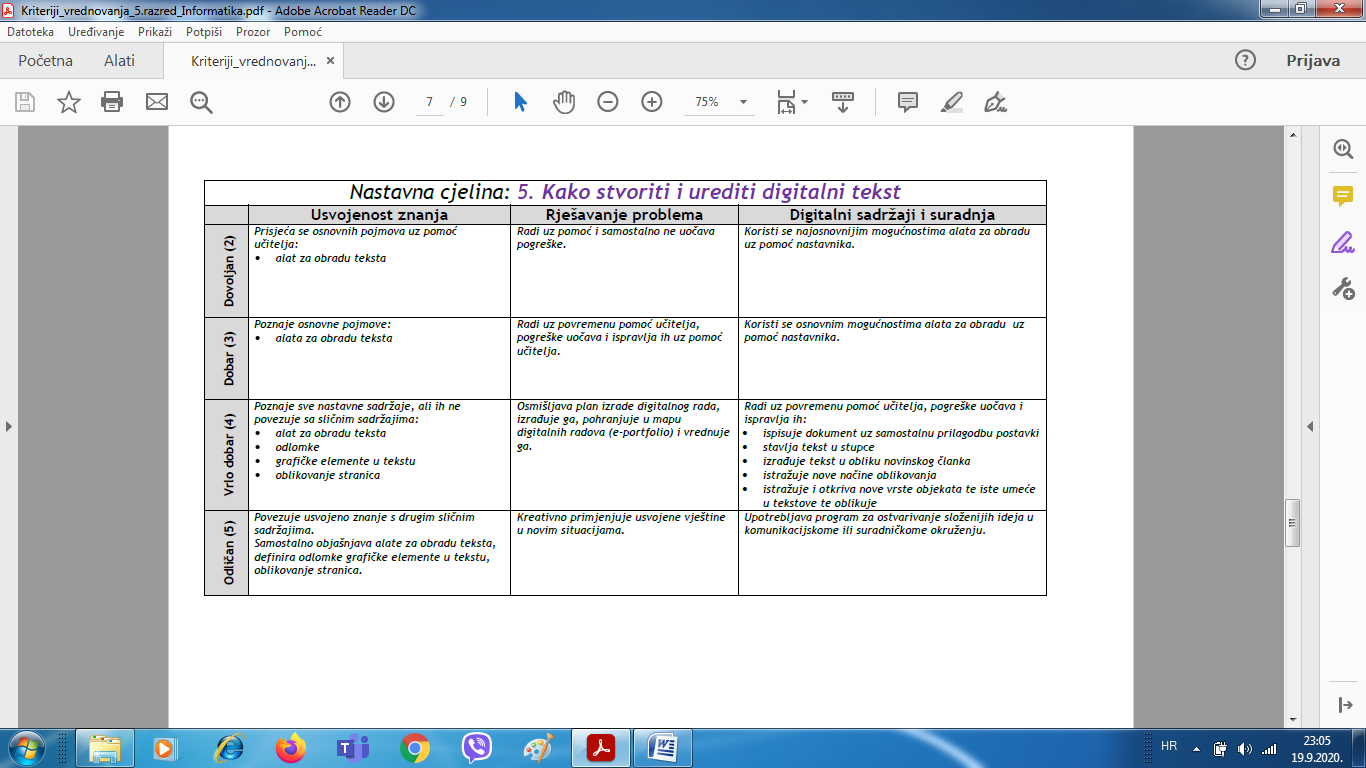 Kriteriji_vrednovanja_5.razred_Informatika.pdf - Adobe Acrobat Reader DC
Datoteka Uređivanje Prikaži Potpiši Prozor Pomoć
Početna Alati Kriteriji_vrednovanj... × Prijava
7 / 9 75%
Nastavna cjelina: 5. Kako stvoriti i urediti digitalni tekst
Usvojenost znanja Rješavanje problema Digitalni sadržaji i suradnja
Dovoljan (2)
Prisjeća se osnovnih pojmova uz pomoć
učitelja:
• alat za obradu teksta
Radi uz pomoć i samostalno ne uočava
pogreške.
Koristi se najosnovnijim mogućnostima alata za obradu
uz pomoć nastavnika.
Dobar (3)
Poznaje osnovne pojmove:
• alata za obradu teksta
Radi uz povremenu pomoć učitelja,
pogreške uočava i ispravlja ih uz pomoć
učitelja.
Koristi se osnovnim mogućnostima alata za obradu uz
pomoć nastavnika.
Vrlo dobar (4)
Poznaje sve nastavne sadržaje, ali ih ne
povezuje sa sličnim sadržajima:
• alat za obradu teksta
• odlomke
• grafičke elemente u tekstu
• oblikovanje stranica
Osmišljava plan izrade digitalnog rada,
izrađuje ga, pohranjuje u mapu
digitalnih radova (e-portfolio) i vrednuje
ga.
Radi uz povremenu pomoć učitelja, pogreške uočava i
ispravlja ih:
• ispisuje dokument uz samostalnu prilagodbu postavki
• stavlja tekst u stupce
• izrađuje tekst u obliku novinskog članka
• istražuje nove načine oblikovanja
• istražuje i otkriva nove vrste objekata te iste umeće
u tekstove te oblikuje
Odličan (5)
Povezuje usvojeno znanje s drugim sličnim
sadržajima.
Samostalno objašnjava alate za obradu teksta,
definira odlomke grafičke elemente u tekstu,
oblikovanje stranica.
Kreativno primjenjuje usvojene vještine
u novim situacijama.
Upotrebljava program za ostvarivanje složenijih ideja u
komunikacijskome ili suradničkome okruženju.
HR
23:05
19.9.2020.